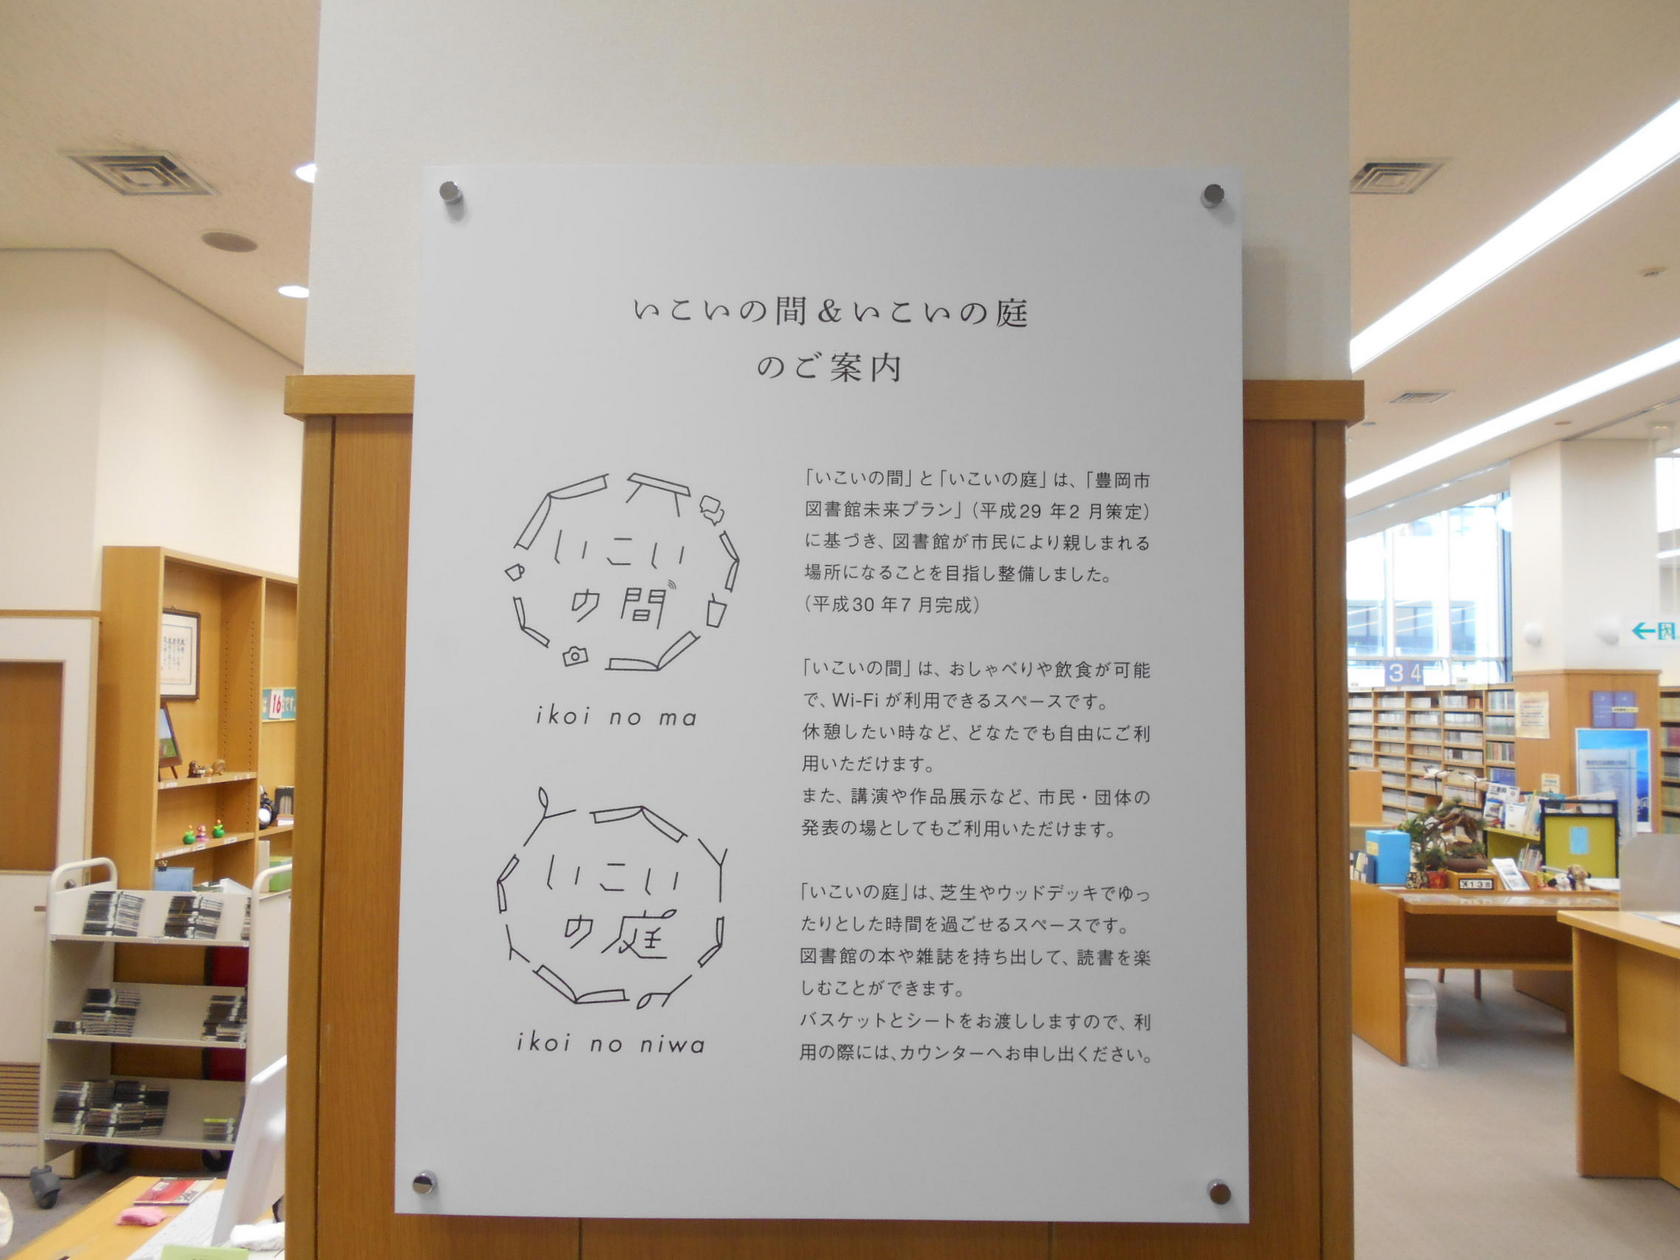 いこいの間&いこいの庭
のご案内
いこい
の間
ikoi no ma
いこい
の庭
ikoi no niwa
「いこいの間」と「いこいの庭」は、「豊岡市
図書館未来プラン」（平成29 年2 月策定）
に基づき、図書館が市民により親しまれる
場所になることを目指し整備しました。
（平成30 年7 月完成）
「いこいの間」は、おしゃべりや飲食が可能
で、Wi-Fi が利用できるスペースです。
休憩したい時など、どなたでも自由にご利
用いただけます。
また、講演や作品展示など、市民・団体の
発表の場としてもご利用いただけます。
「いこいの庭」は、芝生やウッドデッキでゆっ
たりとした時間を過ごせるスペースです。
図書館の本や雑誌を持ち出して、読書を楽
しむことができます。
バスケットとシートをお渡ししますので、利
用の際には、カウンターへお申し出ください。
16
34